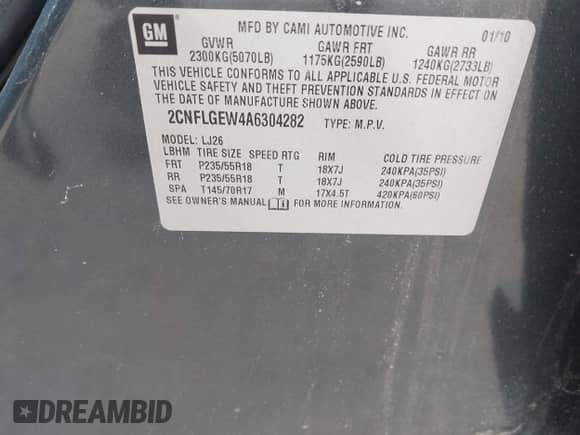 GM
MFD BY CAMI AUTOMOTIVE INC. 01/10
GVWR GAWR FRT GAWR RR
2300KG(5070LB) 1175KG(2590LB) 1240KG(2733LB)
THIS VEHICLE CONFORMS TO ALL APPLICABLE U.S. FEDERAL MOTOR
VEHICLE SAFETY AND THEFT PREVENTION STANDARDS IN EFFECT ON
THE DATE OF MANUFACTURE SHOWN ABOVE.
2CNFLGEW4A6304282 TYPE: M.P.V.
MODEL: LJ26
LBHM TIRE SIZE SPEED RTG RIM COLD TIRE PRESSURE
FRT P235/55R18 T 18X7J 240KPA(35PSI)
RR P235/55R18 T 18X7J 240KPA(35PSI)
SPA T145/70R17 M 17X4.5T 420KPA(60PSI)
SEE OWNER'S MANUAL FOR MORE INFORMATION.
DREAMBID